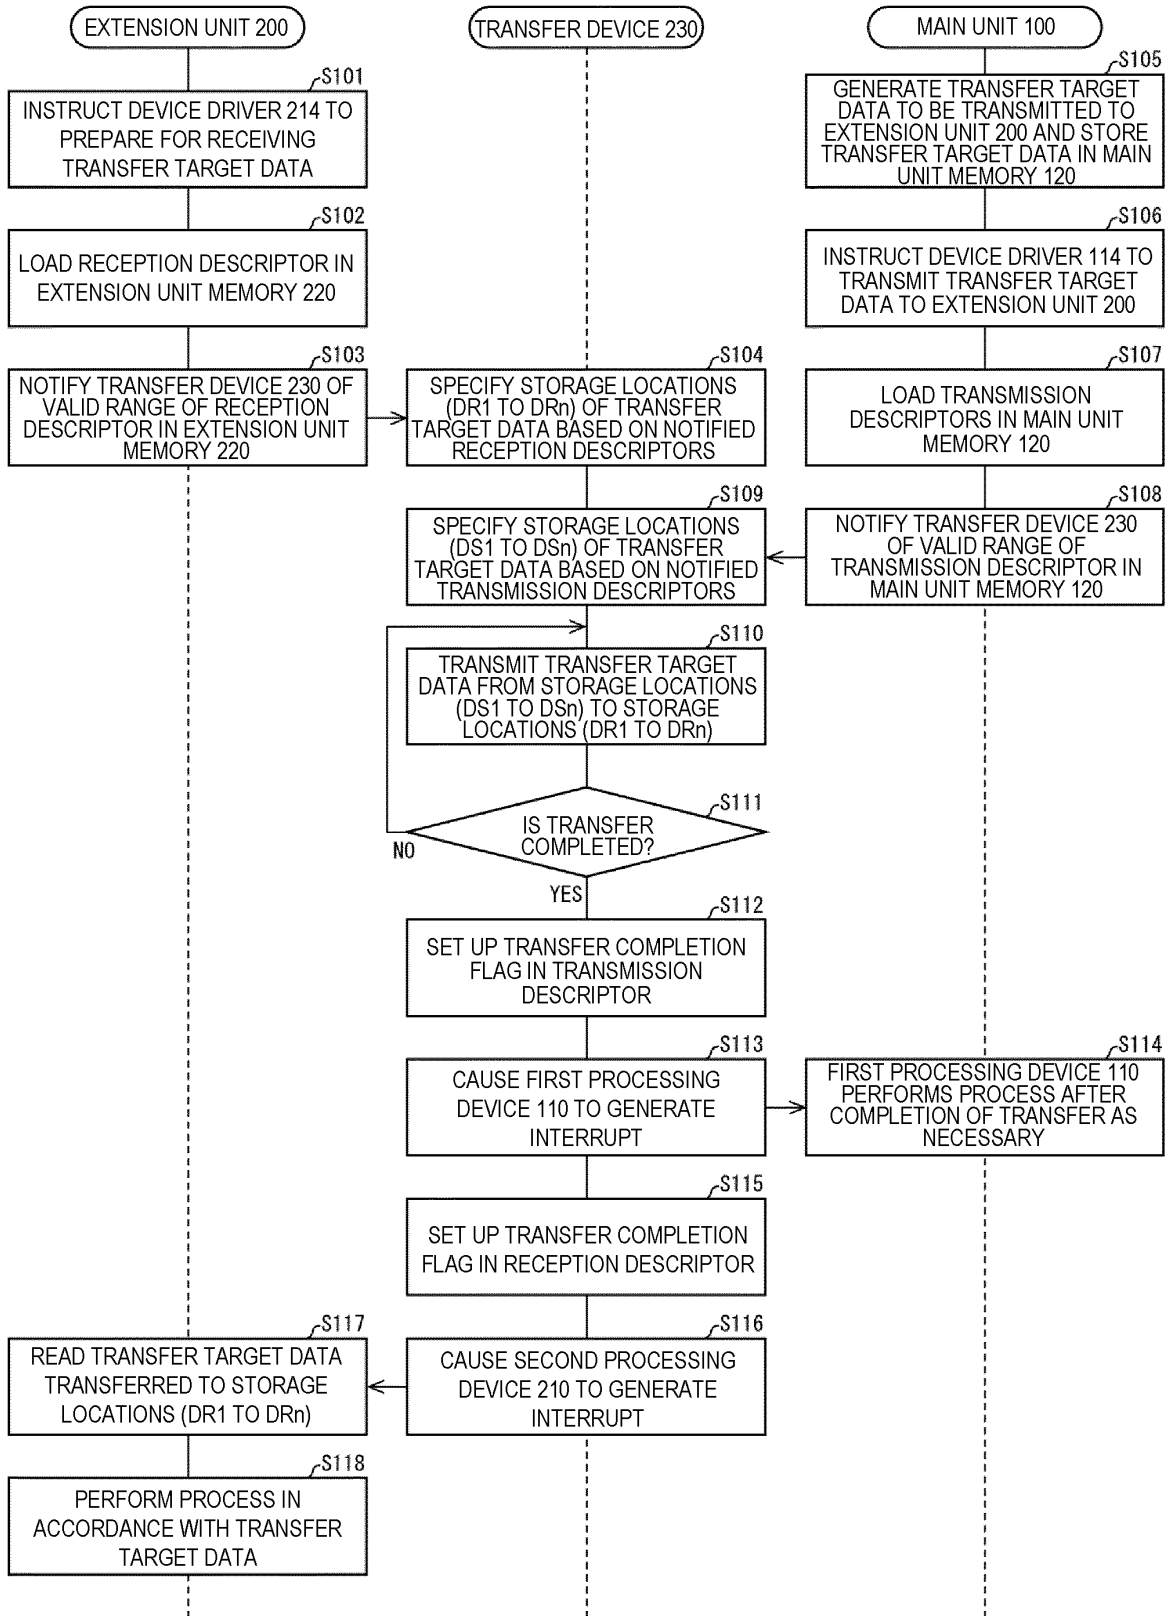 EXTENSION UNIT 200
TRANSFER DEVICE 230
MAIN UNIT 100
S101
INSTRUCT DEVICE DRIVER 214 TO
PREPARE FOR RECEIVING
TRANSFER TARGET DATA
S105
GENERATE TRANSFER TARGET
DATA TO BE TRANSMITTED TO
EXTENSION UNIT 200 AND STORE
TRANSFER TARGET DATA IN MAIN
UNIT MEMORY 120
S102
LOAD RECEPTION DESCRIPTOR IN
EXTENSION UNIT MEMORY 220
S106
INSTRUCT DEVICE DRIVER 114 TO
TRANSMIT TRANSFER TARGET
DATA TO EXTENSION UNIT 200
S103
NOTIFY TRANSFER DEVICE 230 OF
VALID RANGE OF RECEPTION
DESCRIPTOR IN EXTENSION UNIT
MEMORY 220
S104
SPECIFY STORAGE LOCATIONS
(DR1 TO DRn) OF TRANSFER
TARGET DATA BASED ON NOTIFIED
RECEPTION DESCRIPTORS
S107
LOAD TRANSMISSION
DESCRIPTORS IN MAIN UNIT
MEMORY 120
S109
SPECIFY STORAGE LOCATIONS
(DS1 TO DSn) OF TRANSFER
TARGET DATA BASED ON NOTIFIED
TRANSMISSION DESCRIPTORS
S108
NOTIFY TRANSFER DEVICE 230
OF VALID RANGE OF
TRANSMISSION DESCRIPTOR IN
MAIN UNIT MEMORY 120
S110
TRANSMIT TRANSFER TARGET
DATA FROM STORAGE LOCATIONS
(DS1 TO DSn) TO STORAGE
LOCATIONS (DR1 TO DRn)
S111
IS TRANSFER
COMPLETED?
NO
YES
S112
SET UP TRANSFER COMPLETION
FLAG IN TRANSMISSION
DESCRIPTOR
S113
CAUSE FIRST PROCESSING
DEVICE 110 TO GENERATE
INTERRUPT
S114
FIRST PROCESSING DEVICE 110
PERFORMS PROCESS AFTER
COMPLETION OF TRANSFER AS
NECESSARY
S115
SET UP TRANSFER COMPLETION
FLAG IN RECEPTION DESCRIPTOR
S117
READ TRANSFER TARGET DATA
TRANSFERRED TO STORAGE
LOCATIONS (DR1 TO DRn)
S116
CAUSE SECOND PROCESSING
DEVICE 210 TO GENERATE
INTERRUPT
S118
PERFORM PROCESS IN
ACCORDANCE WITH TRANSFER
TARGET DATA